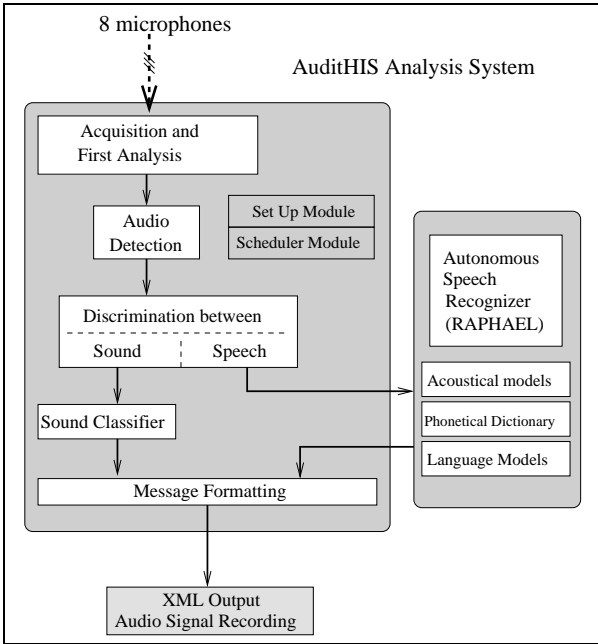 8 microphones
AuditHIS Analysis System
Acquisition and
First Analysis
Audio
Detection
Set Up Module
Scheduler Module
Discrimination between
Sound
Speech
Sound Classifier
Message Formatting
Autonomous
Speech
Recognizer
(RAPHAEL)
Acoustical models
Phonetical Dictionary
Language Models
XML Output
Audio Signal Recording